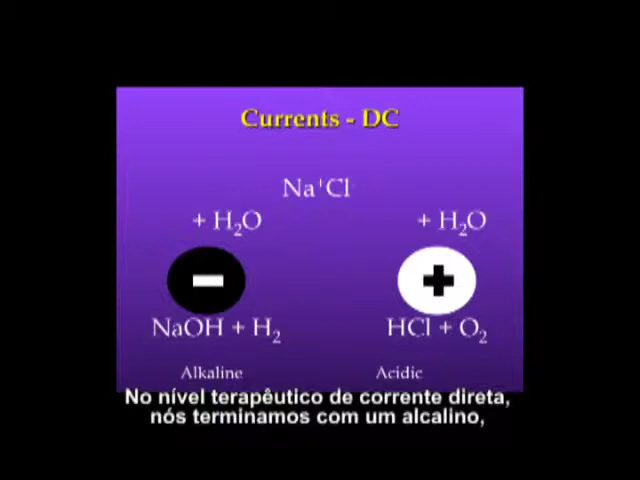 Currents - DC
Na⁺Cl
+ H₂O + H₂O
− +
NaOH + H₂ HCl + O₂
Alkaline Acidic
No nível terapêutico de corrente direta,
nós terminamos com um alcalino,